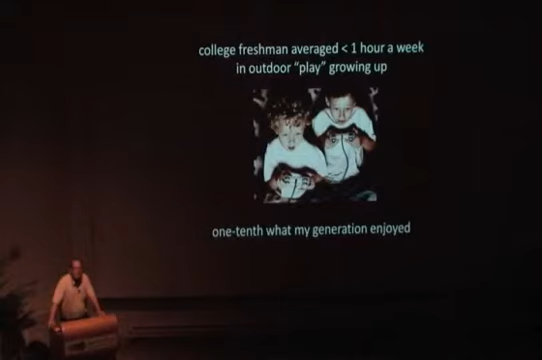 college freshman averaged < 1 hour a week
in outdoor "play" growing up
one-tenth what my generation enjoyed